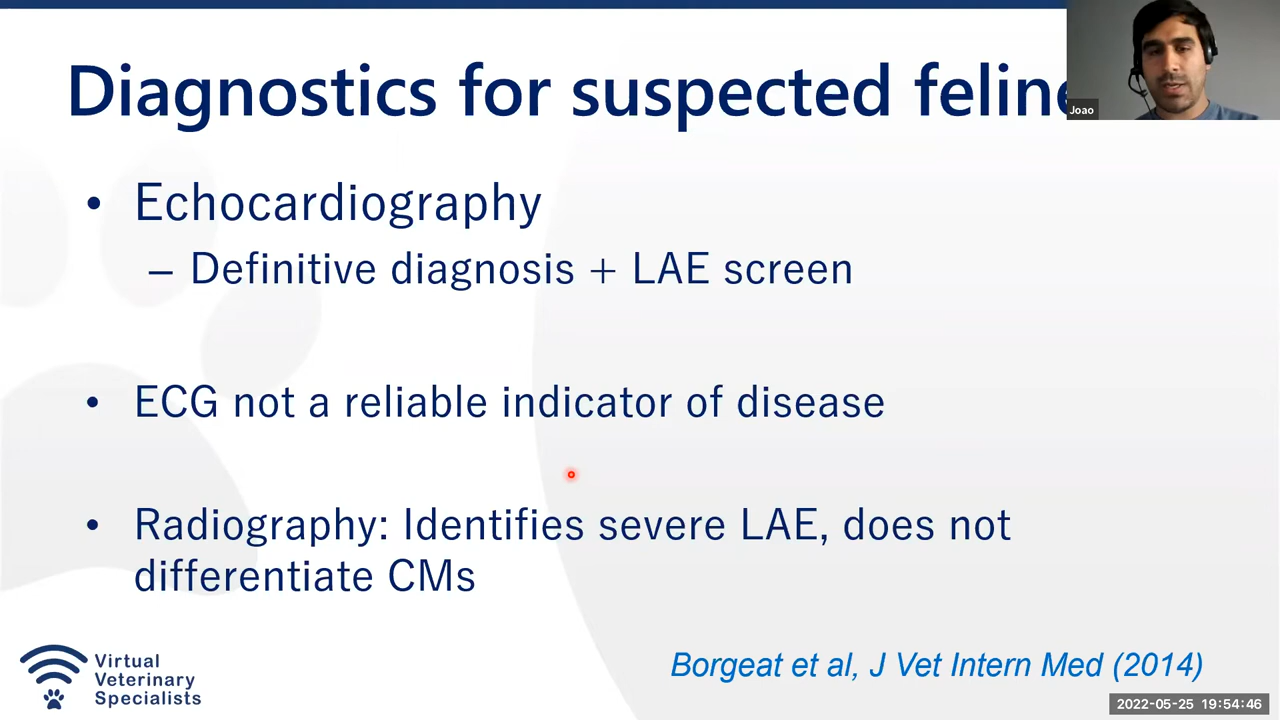 Diagnostics for suspected feline
Joao
• Echocardiography
– Definitive diagnosis + LAE screen
• ECG not a reliable indicator of disease
• Radiography: Identifies severe LAE, does not
differentiate CMs
Virtual
Veterinary
Specialists
Borgeat et al, J Vet Intern Med (2014)
2022-05-25 19:54:46